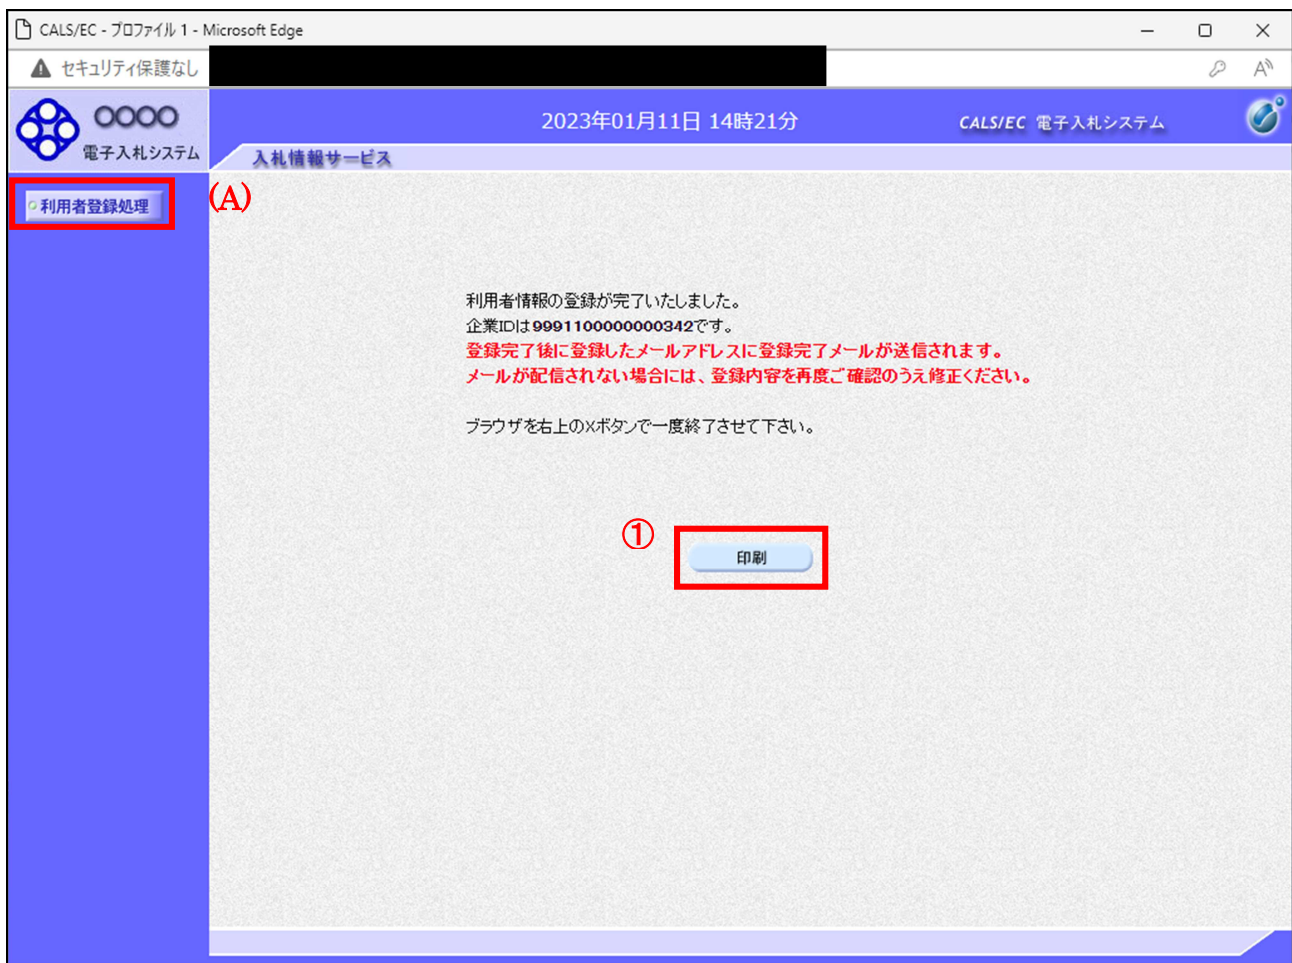 CALS/EC - プロファイル 1 - Microsoft Edge
セキュリティ保護なし
○○○○
電子入札システム
2023年01月11日 14時21分
CALS/EC 電子入札システム
入札情報サービス
利用者登録処理
(A)
利用者情報の登録が完了いたしました。
企業IDは9991100000000342です。
登録完了後に登録したメールアドレスに登録完了メールが送信されます。
メールが配信されない場合には、登録内容を再度ご確認のうえ修正ください。
ブラウザを右上の×ボタンで一度終了させて下さい。
①
印刷